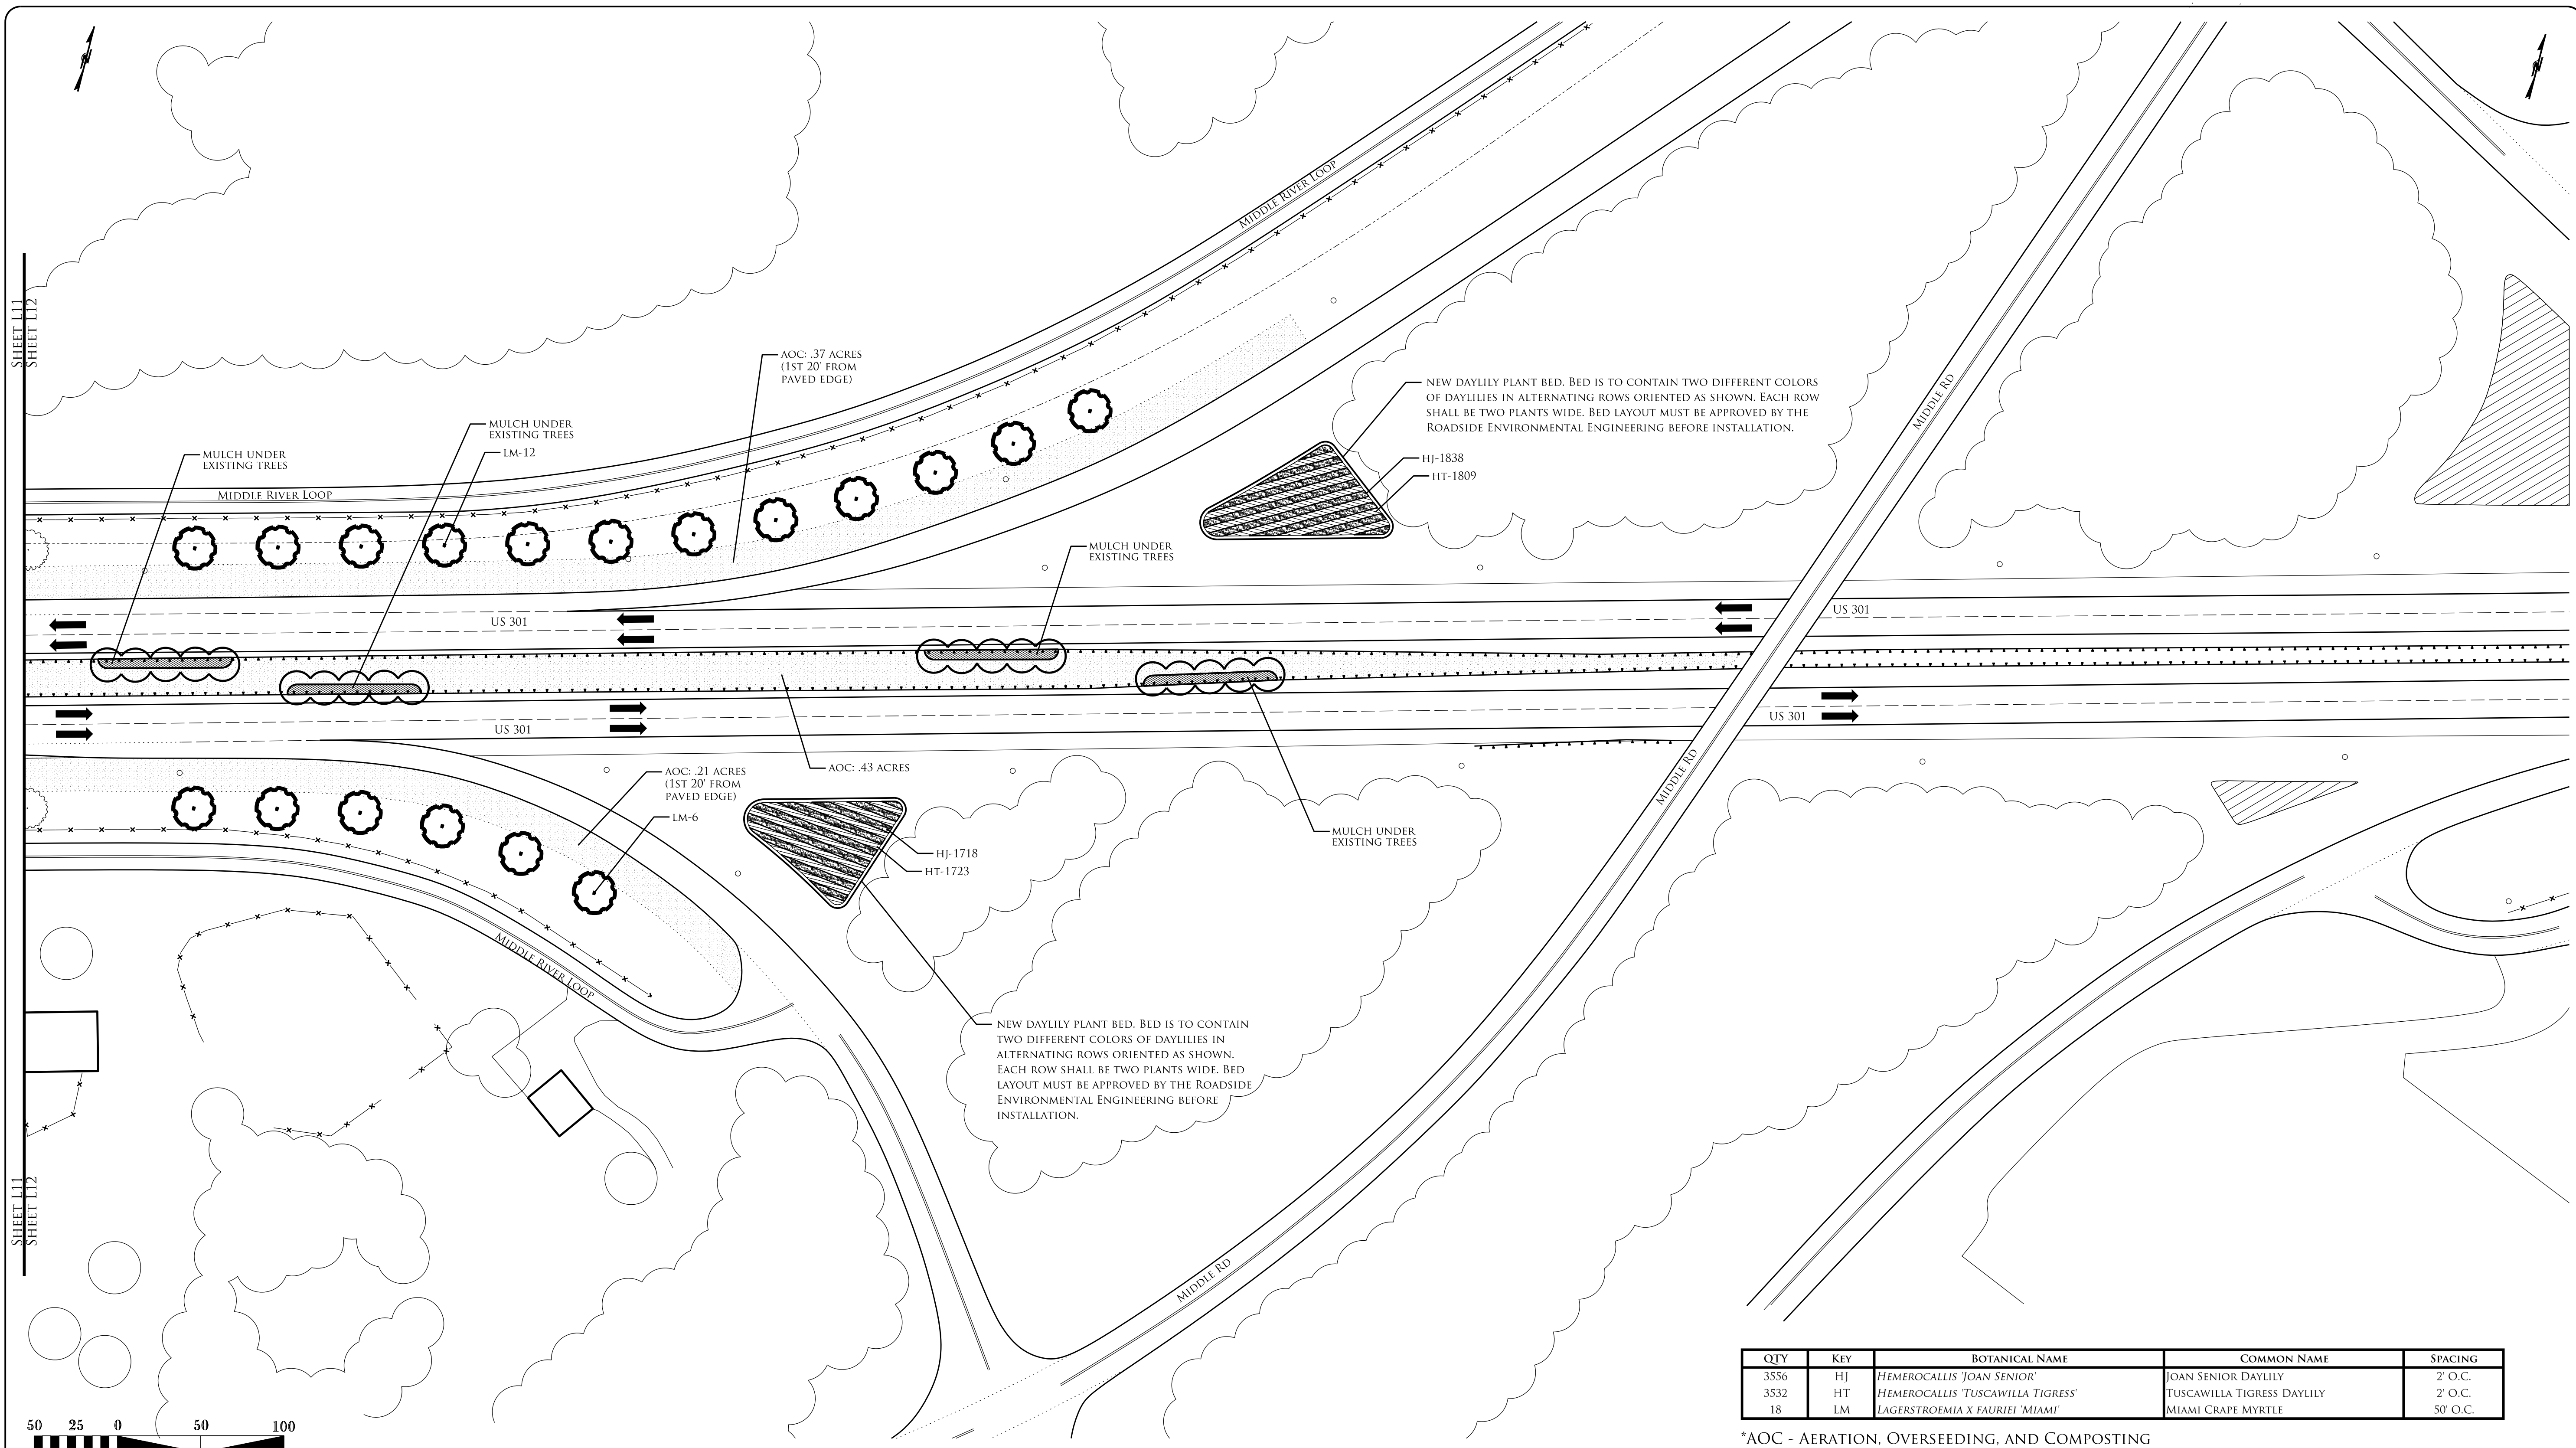 N
N
SHEET L11
SHEET L12
MIDDLE RIVER LOOP
AOC: .37 ACRES
(1ST 20' FROM
PAVED EDGE)
NEW DAYLILY PLANT BED. BED IS TO CONTAIN TWO DIFFERENT COLORS
OF DAYLILIES IN ALTERNATING ROWS ORIENTED AS SHOWN. EACH ROW
SHALL BE TWO PLANTS WIDE. BED LAYOUT MUST BE APPROVED BY THE
ROADSIDE ENVIRONMENTAL ENGINEERING BEFORE INSTALLATION.
MIDDLE RD
MULCH UNDER
EXISTING TREES
LM-12
MULCH UNDER
EXISTING TREES
HJ-1838
HT-1809
MIDDLE RIVER LOOP
MULCH UNDER
EXISTING TREES
US 301
US 301
US 301
US 301
AOC: .43 ACRES
AOC: .21 ACRES
(1ST 20' FROM
PAVED EDGE)
LM-6
MIDDLE RD
MULCH UNDER
EXISTING TREES
HJ-1718
HT-1723
MIDDLE RIVER LOOP
NEW DAYLILY PLANT BED. BED IS TO CONTAIN
TWO DIFFERENT COLORS OF DAYLILIES IN
ALTERNATING ROWS ORIENTED AS SHOWN.
EACH ROW SHALL BE TWO PLANTS WIDE. BED
LAYOUT MUST BE APPROVED BY THE ROADSIDE
ENVIRONMENTAL ENGINEERING BEFORE
INSTALLATION.
SHEET L11
SHEET L12
MIDDLE RD
QTY KEY BOTANICAL NAME COMMON NAME SPACING
3556 HJ HEMEROCALLIS 'JOAN SENIOR' JOAN SENIOR DAYLILY 2' O.C.
3532 HT HEMEROCALLIS 'TUSCAWILLA TIGRESS' TUSCAWILLA TIGRESS DAYLILY 2' O.C.
18 LM LAGERSTROEMIA X FAURIEI 'MIAMI' MIAMI CRAPE MYRTLE 50' O.C.
*AOC - AERATION, OVERSEEDING, AND COMPOSTING
50 25 0 50 100